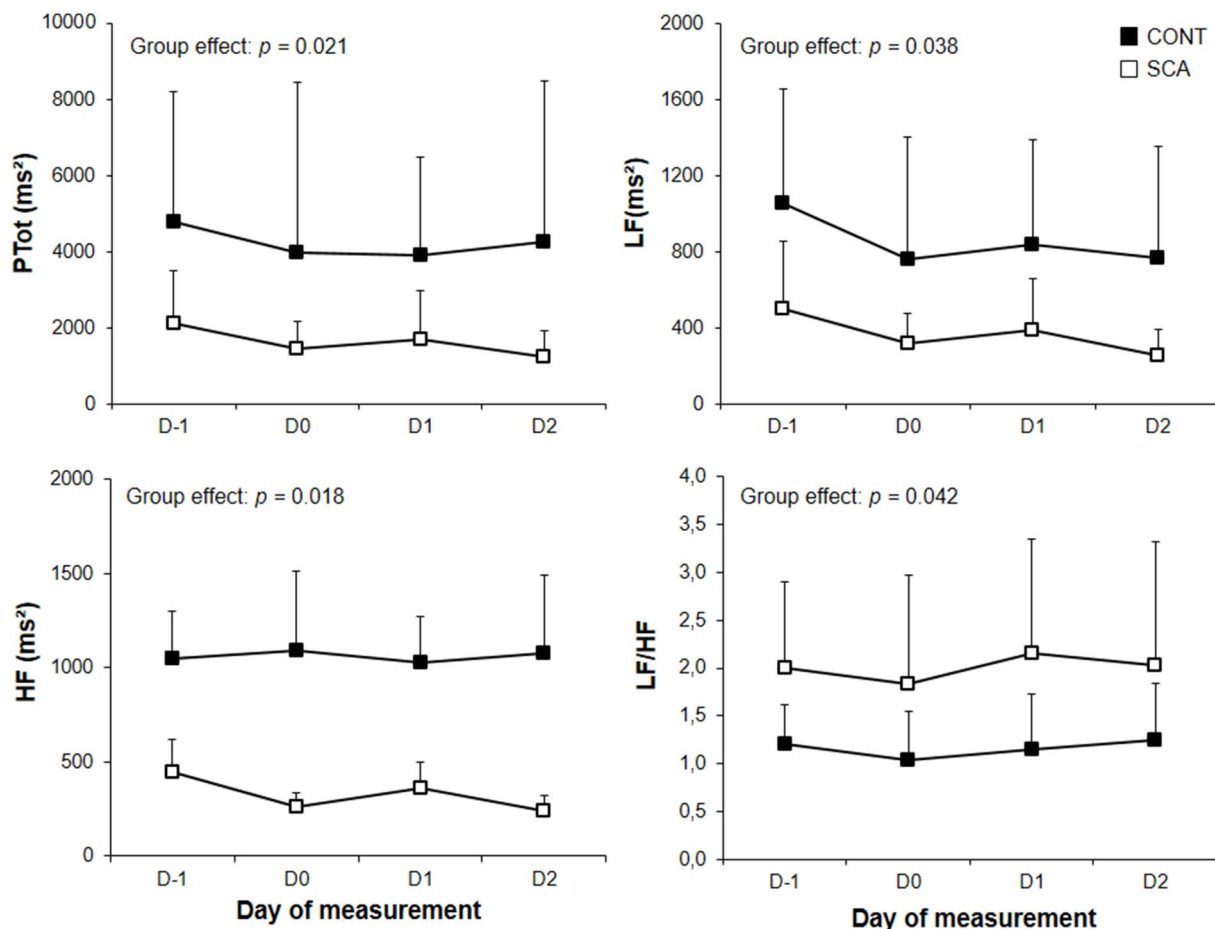 Group effect: p = 0.021
PTot (ms²)
10000
8000
6000
4000
2000
0
D-1 D0 D1 D2
Group effect: p = 0.038
CONT
SCA
LF(ms²)
2000
1600
1200
800
400
0
D-1 D0 D1 D2
Group effect: p = 0.018
HF (ms²)
2000
1500
1000
500
0
D-1 D0 D1 D2
Day of measurement
Group effect: p = 0.042
LF/HF
4,0
3,5
3,0
2,5
2,0
1,5
1,0
0,5
0,0
D-1 D0 D1 D2
Day of measurement